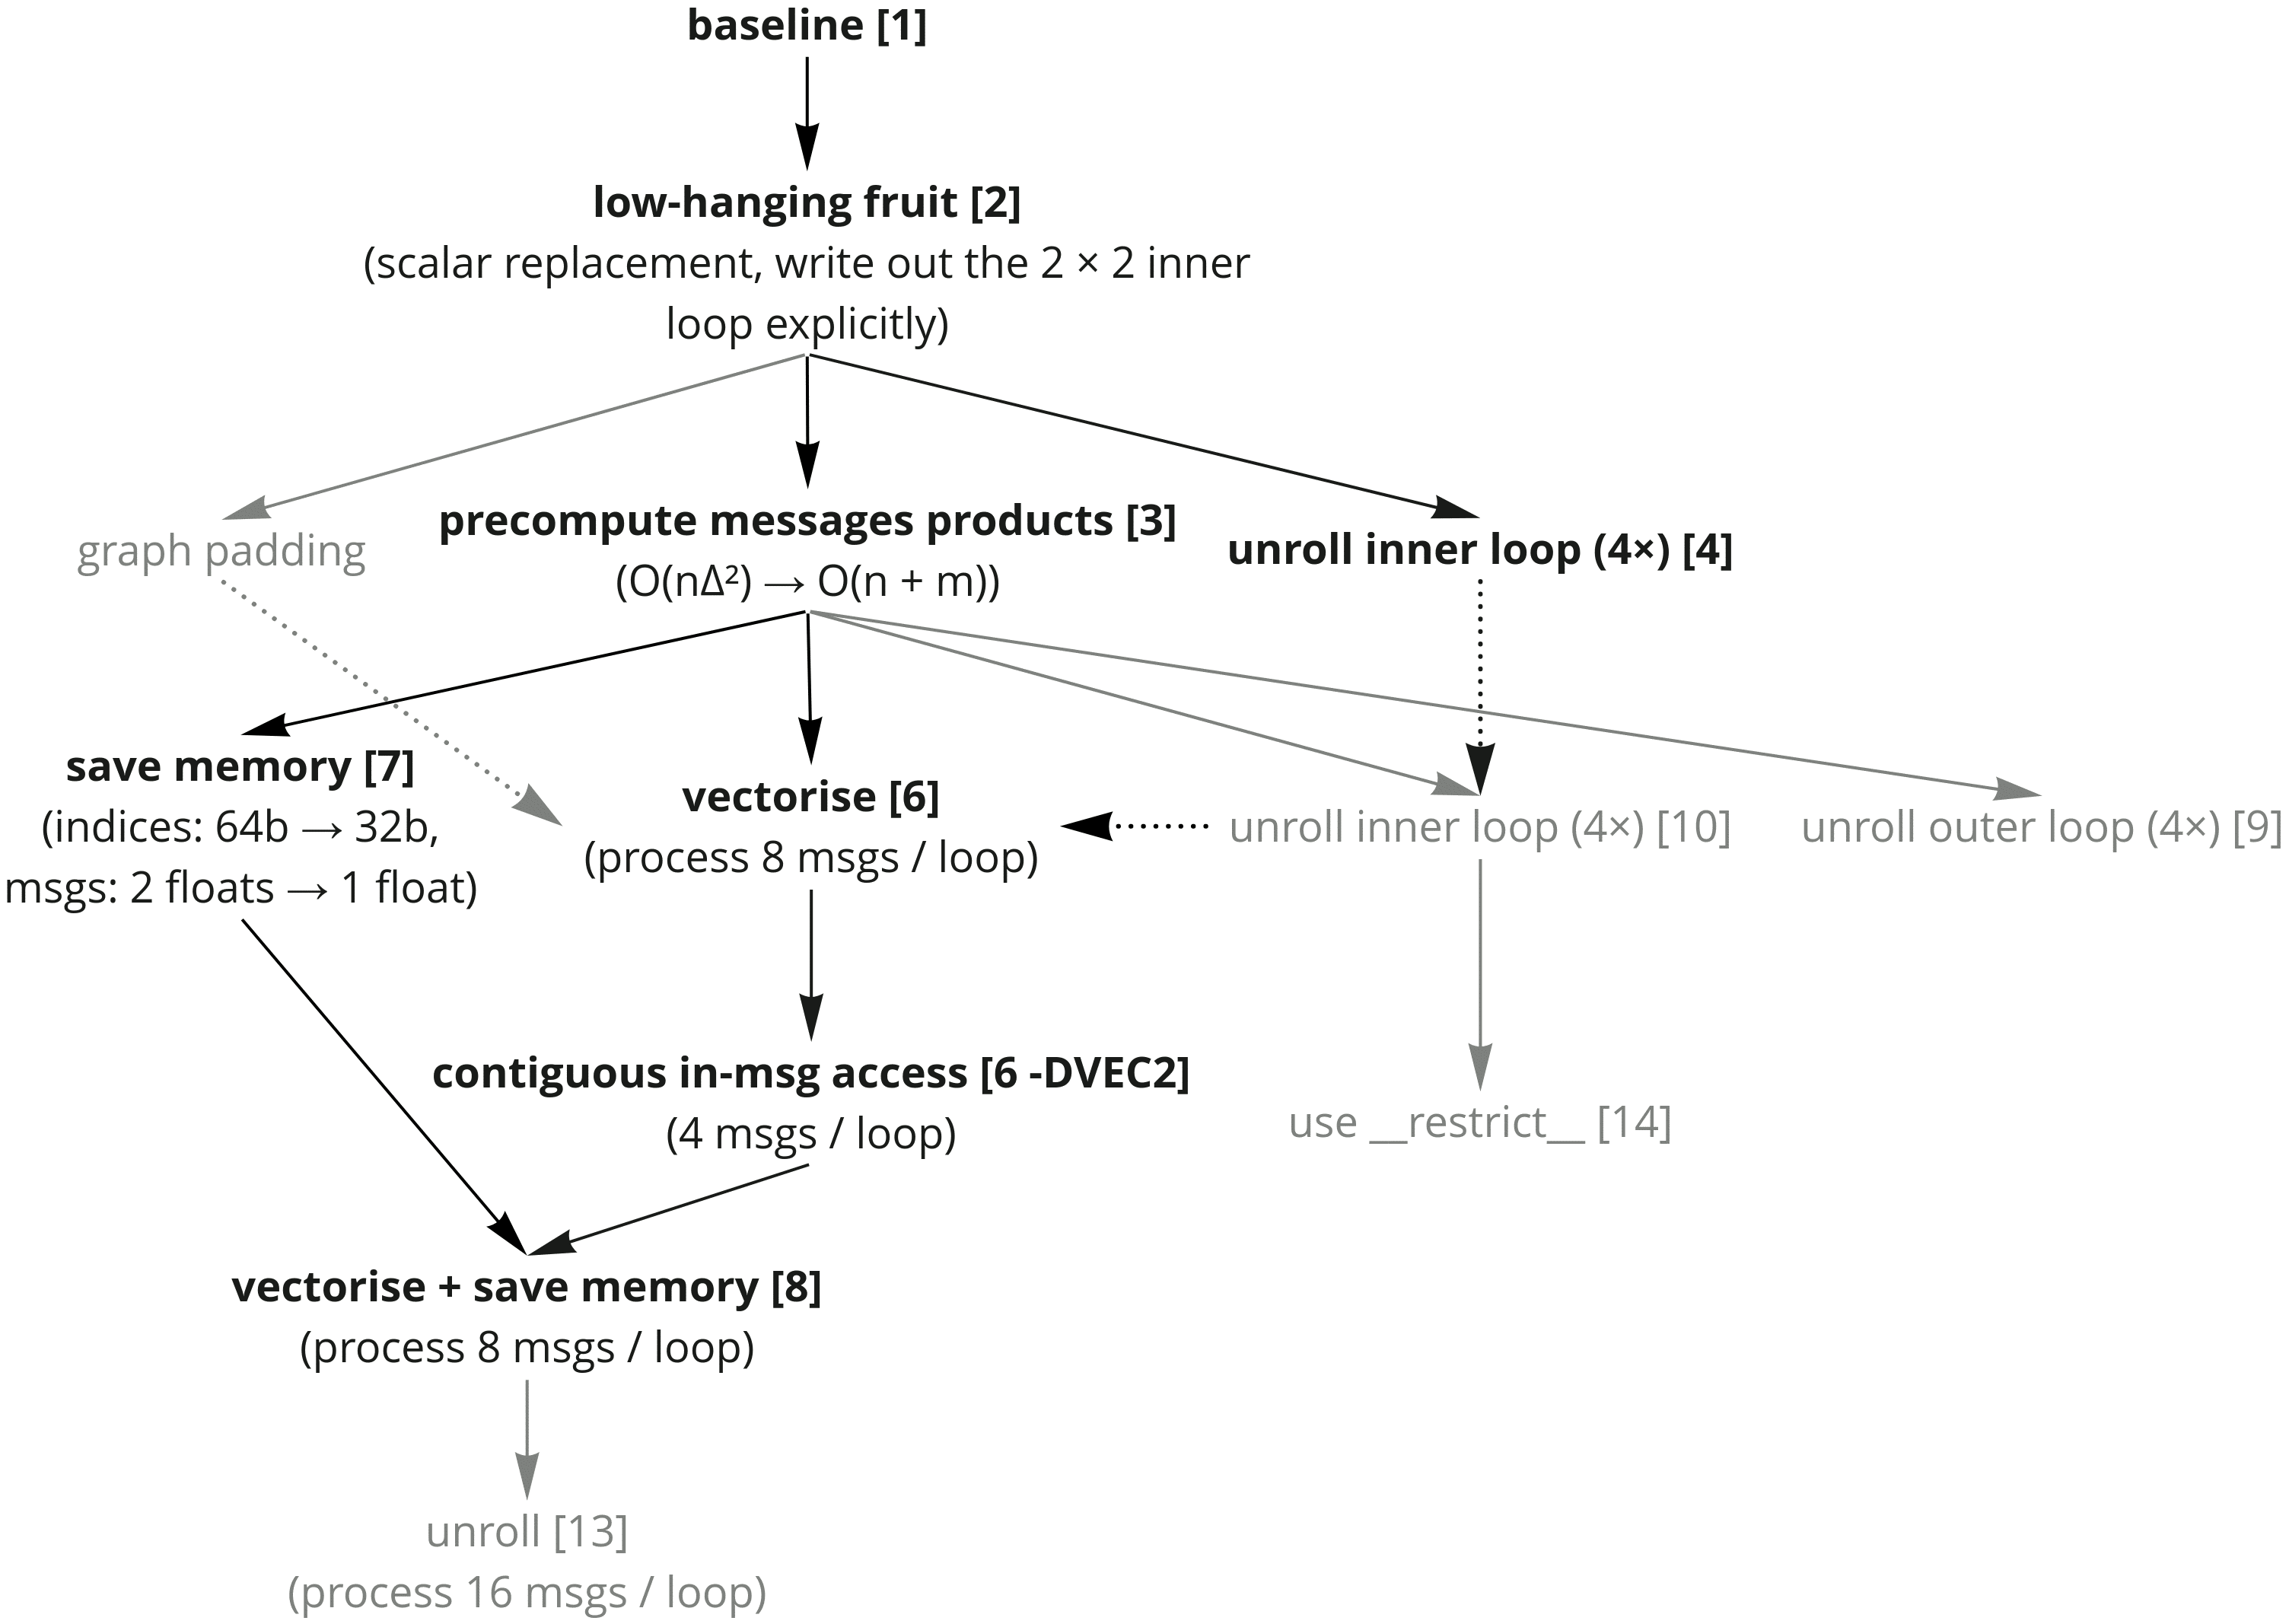 baseline [1]
low-hanging fruit [2]
(scalar replacement, write out the 2 × 2 inner
loop explicitly)
graph padding
precompute messages products [3]
(O(nΔ²) → O(n + m))
unroll inner loop (4×) [4]
save memory [7]
(indices: 64b → 32b,
msgs: 2 floats → 1 float)
vectorise [6]
(process 8 msgs / loop)
unroll inner loop (4×) [10]
unroll outer loop (4×) [9]
contiguous in-msg access [6 -DVEC2]
(4 msgs / loop)
use __restrict__ [14]
vectorise + save memory [8]
(process 8 msgs / loop)
unroll [13]
(process 16 msgs / loop)